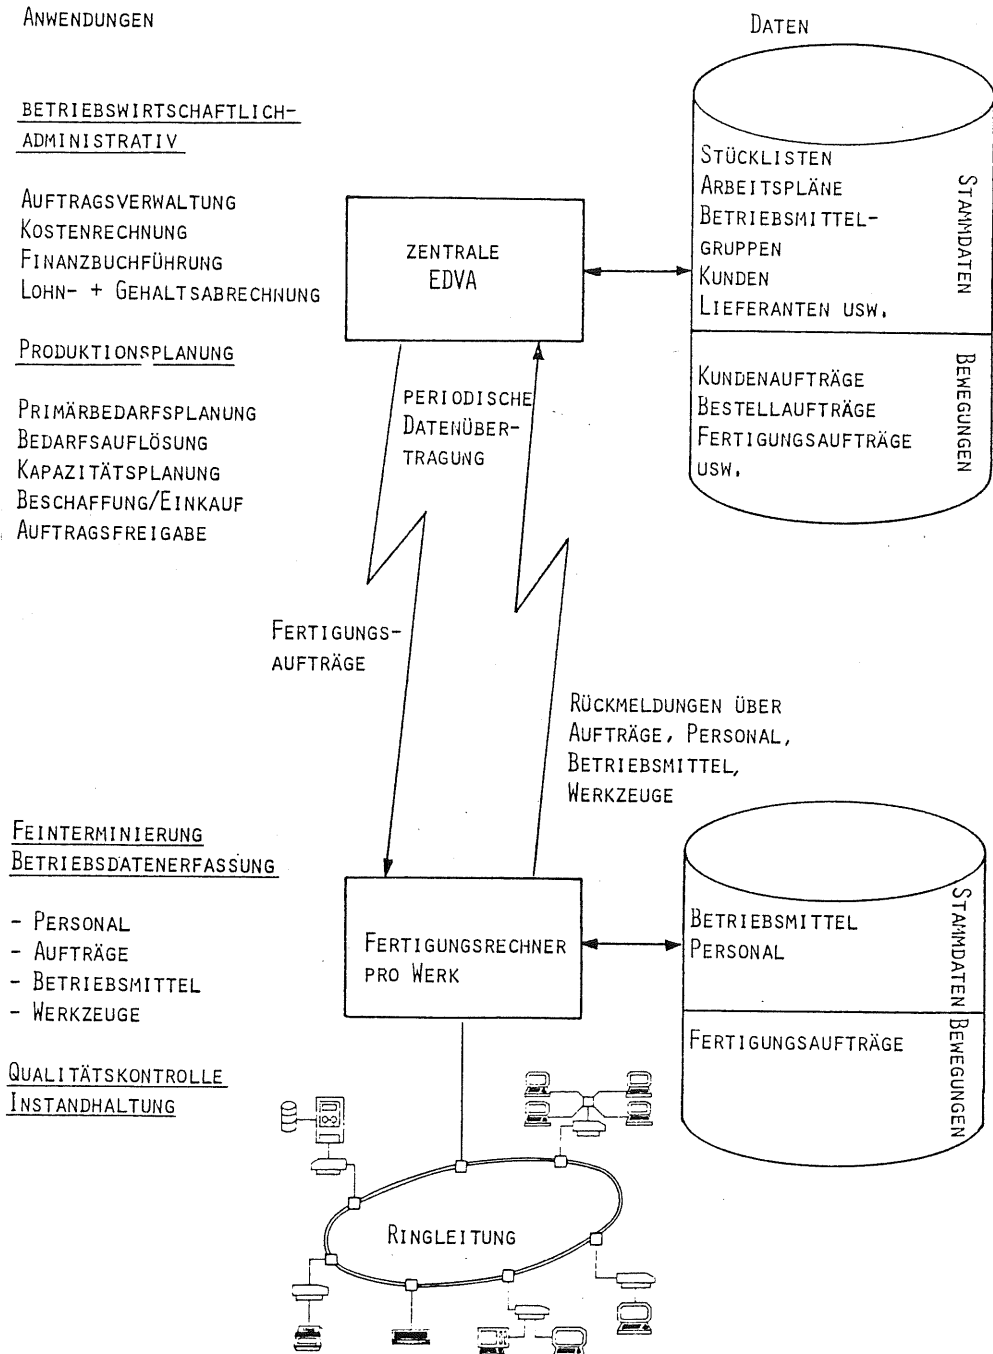 ANWENDUNGEN
DATEN
BETRIEBSWIRTSCHAFTLICH-
ADMINISTRATIV
AUFTRAGSVERWALTUNG
KOSTENRECHNUNG
FINANZBUCHFÜHRUNG
LOHN- + GEHALTSABRECHNUNG
PRODUKTIONSPLANUNG
PRIMÄRBEDARFSPLANUNG
BEDARFSAUFLÖSUNG
KAPAZITÄTSPLANUNG
BESCHAFFUNG/EINKAUF
AUFTRAGSFREIGABE
ZENTRALE
EDVA
STÜCKLISTEN
ARBEITSPLÄNE
BETRIEBSMITTEL-
GRUPPEN
KUNDEN
LIEFERANTEN USW.
STAMMDATEN
KUNDENAUFTRÄGE
BESTELLAUFTRÄGE
FERTIGUNGSAUFTRÄGE
USW.
BEWEGUNGEN
PERIODISCHE
DATENÜBER-
TRAGUNG
FERTIGUNGS-
AUFTRÄGE
RÜCKMELDUNGEN ÜBER
AUFTRÄGE, PERSONAL,
BETRIEBSMITTEL,
WERKZEUGE
FEINTERMINIERUNG
BETRIEBSDATENERFASSUNG
- PERSONAL
- AUFTRÄGE
- BETRIEBSMITTEL
- WERKZEUGE
QUALITÄTSKONTROLLE
INSTANDHALTUNG
FERTIGUNGSRECHNER
PRO WERK
BETRIEBSMITTEL
PERSONAL
STAMMDATEN
FERTIGUNGSAUFTRÄGE
BEWEGUNGEN
RINGLEITUNG